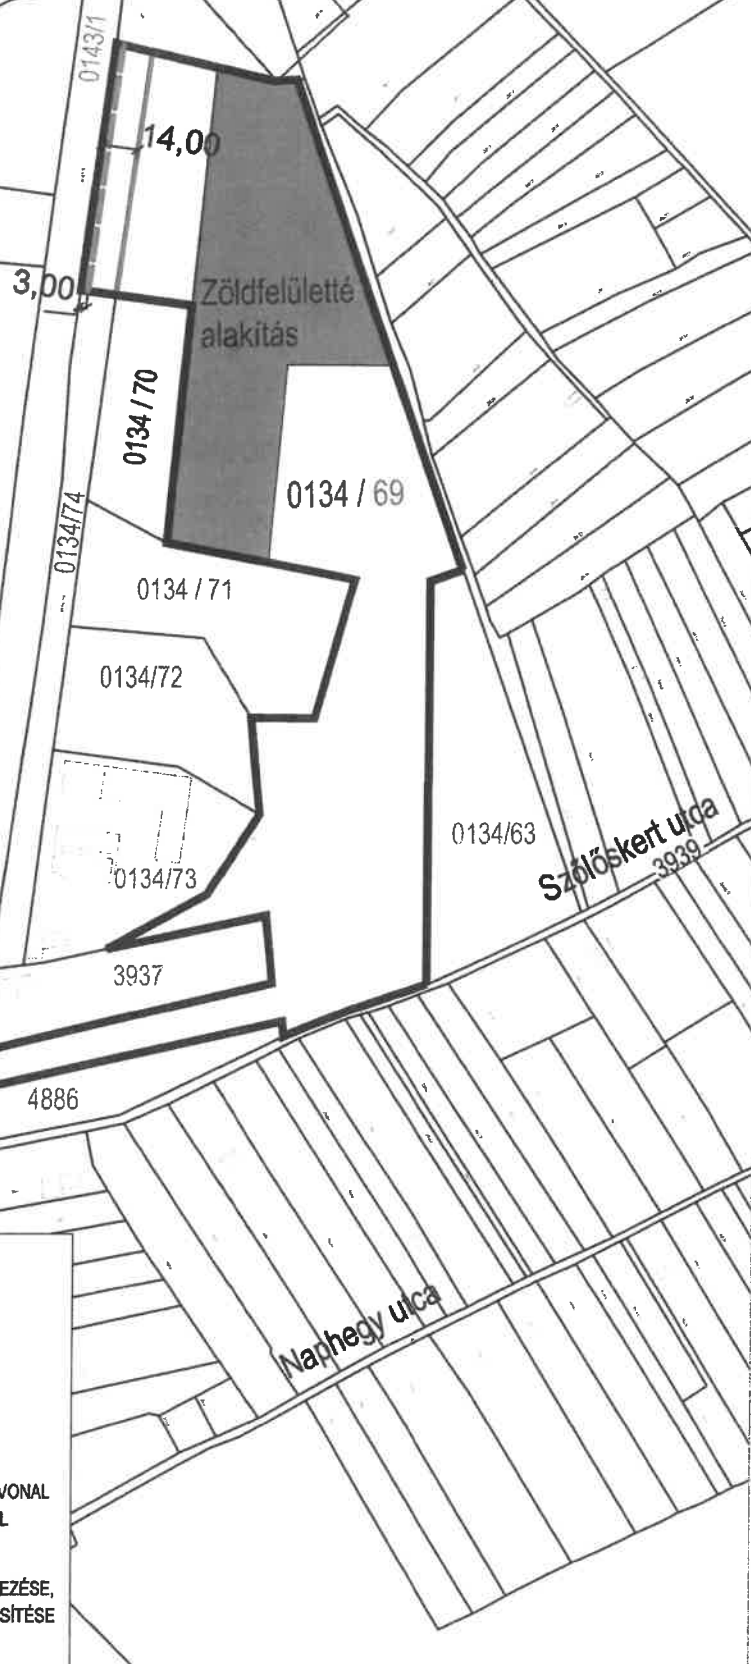 0143/1
14,00
3,00
Zöldfelületté
alakítás
0134 / 70
0134 / 69
0134/74
0134 / 71
0134/72
0134/63
Szőlőskert utca
3939
0134/73
3937
4886
Naphegy utca
VONAL
L
EZÉSE,
SÍTÉSE